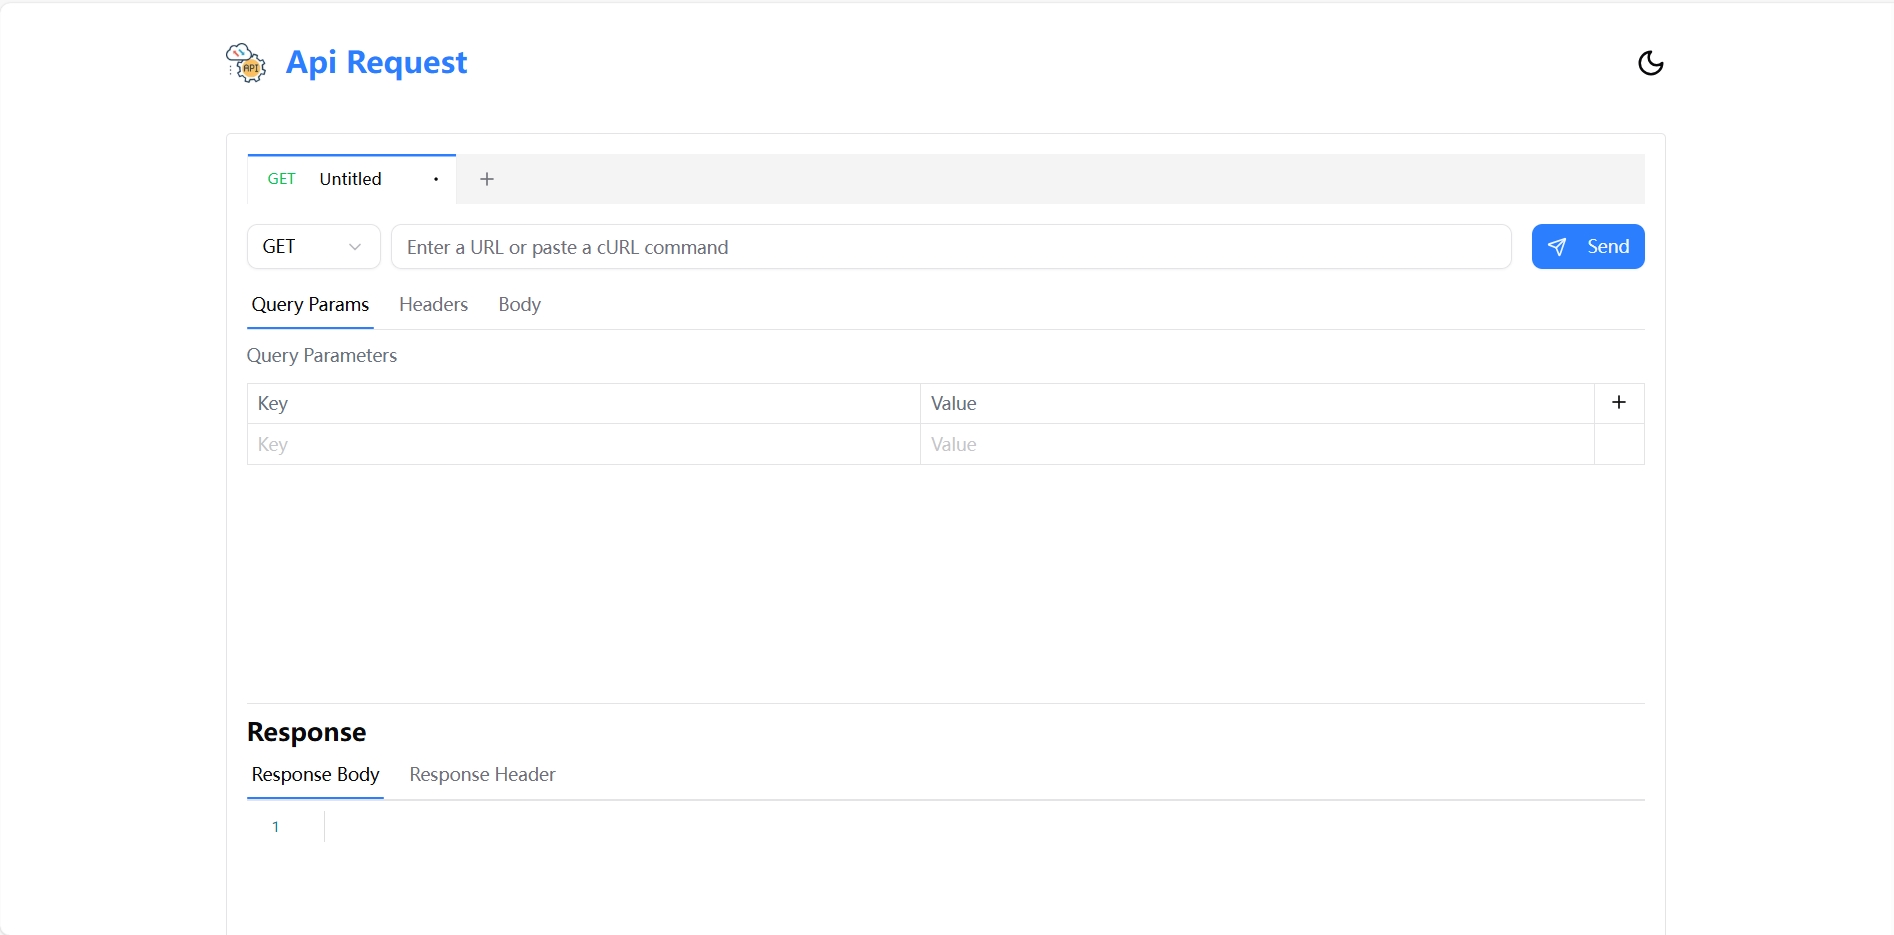 API
Api Request
GET Untitled
GET Enter a URL or paste a cURL command Send
Query Params Headers Body
Query Parameters
Key Value
Key Value
Response
Response Body Response Header
1